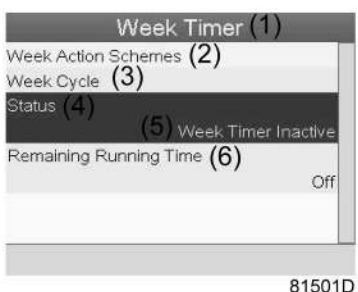 Week Timer (1)
Week Action Schemes (2)
Week Cycle (3)
Status (4)
(5) Week Timer Inactive
Remaining Running Time (6)
Off
81501D